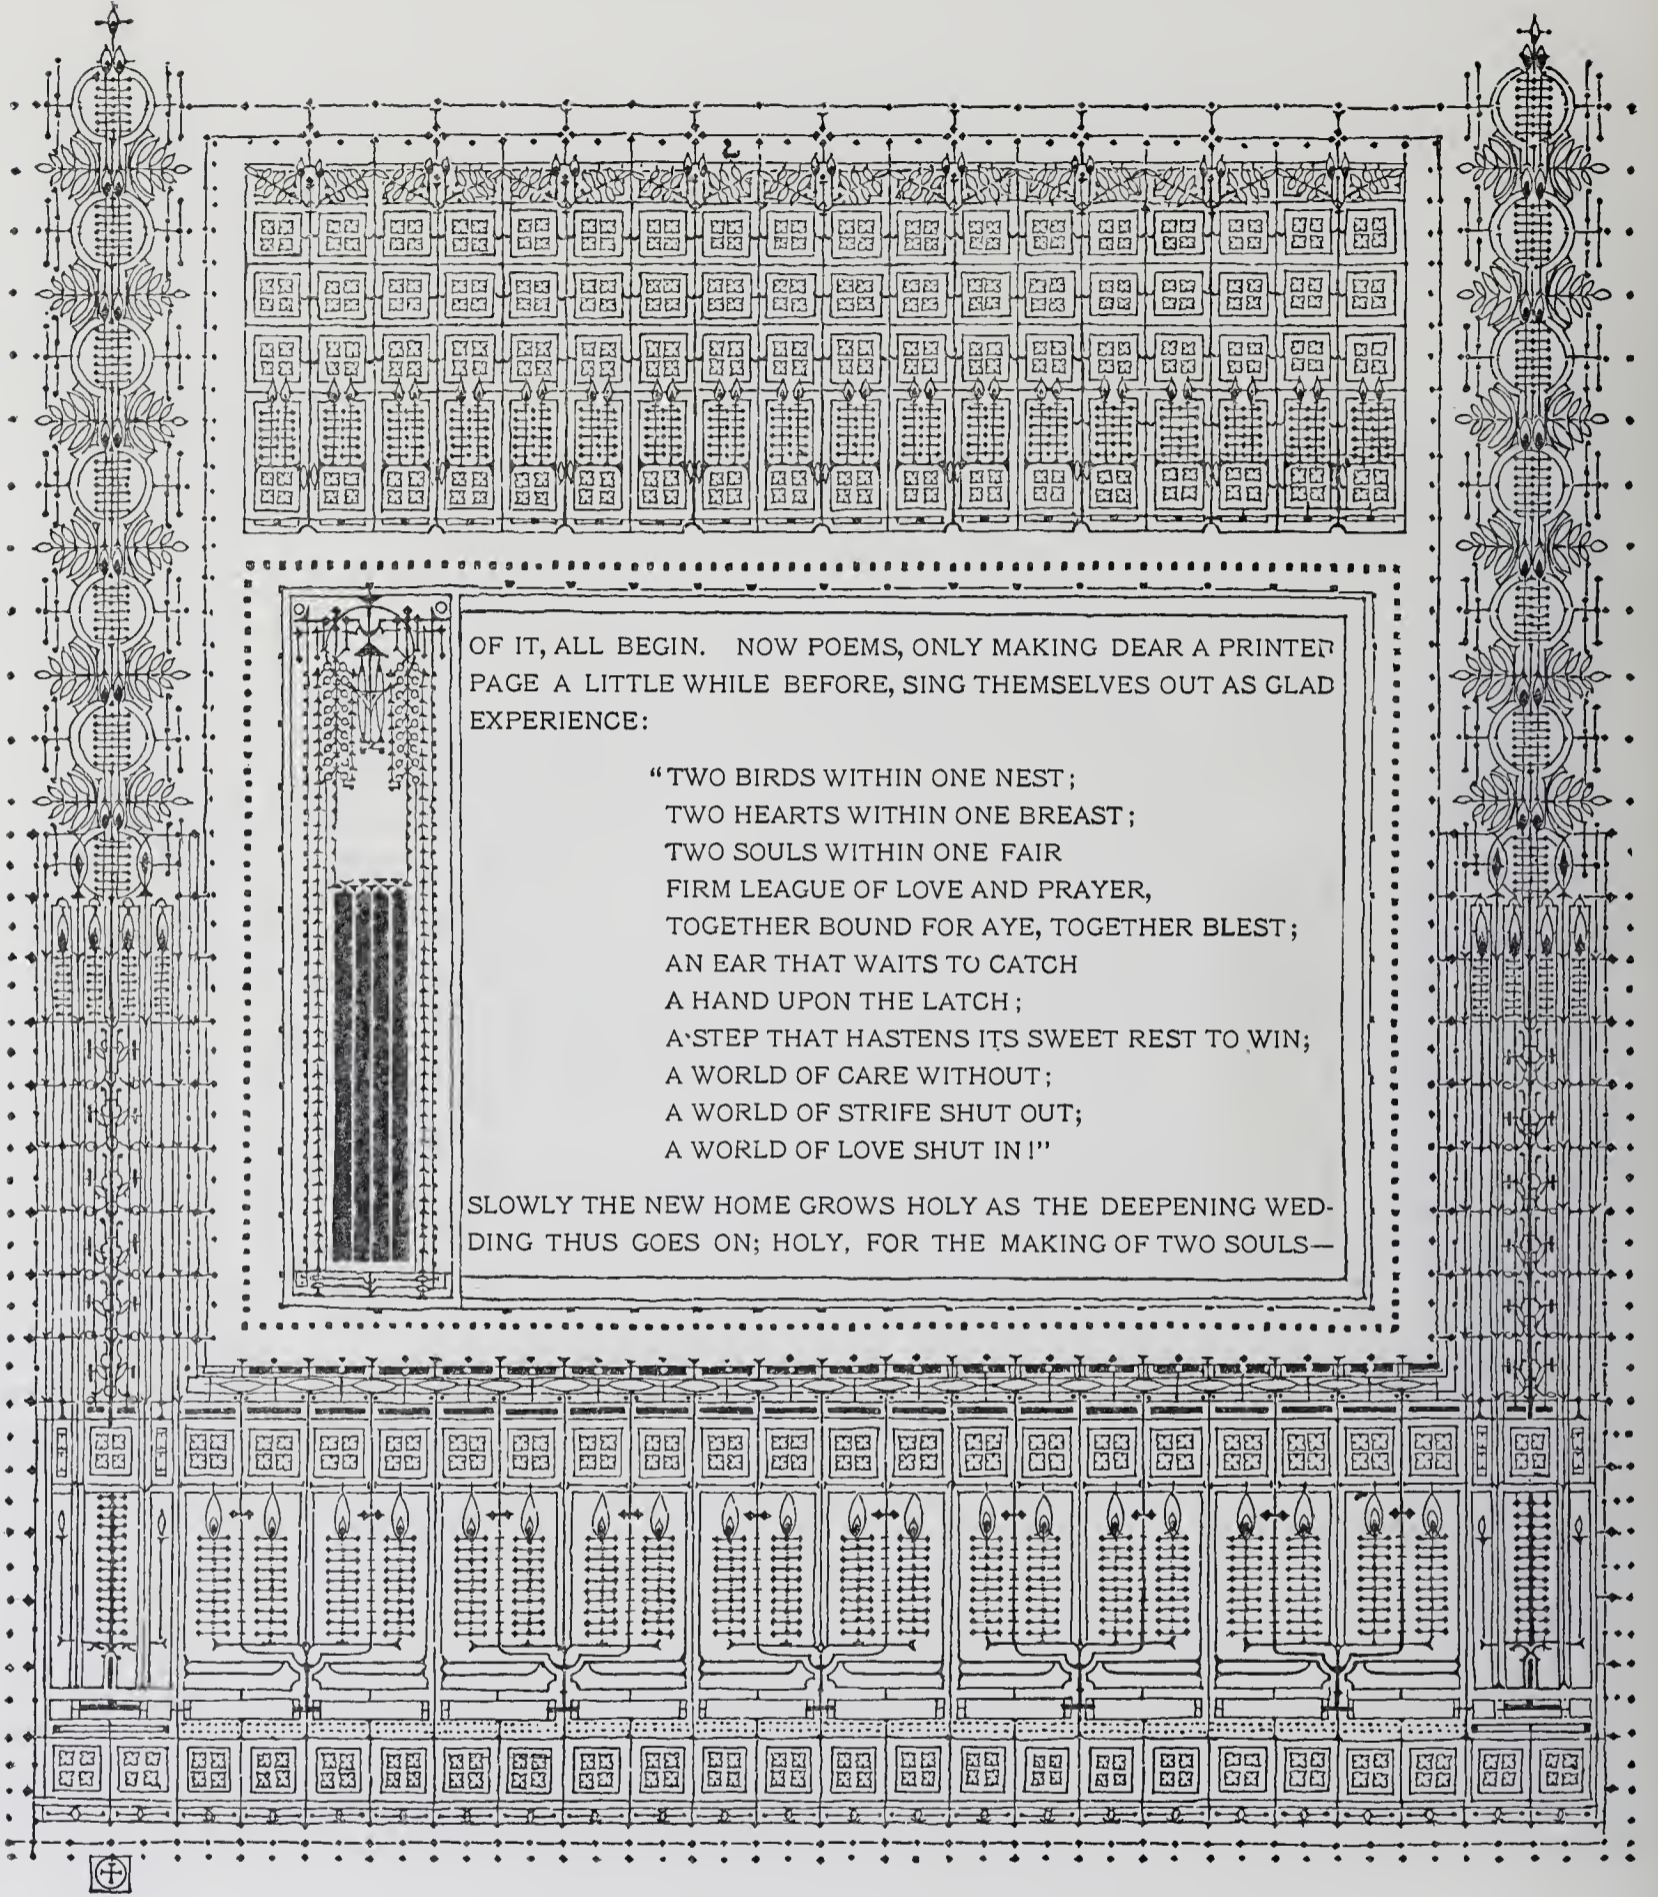 OF IT, ALL BEGIN. NOW POEMS, ONLY MAKING DEAR A PRINTED
PAGE A LITTLE WHILE BEFORE, SING THEMSELVES OUT AS GLAD
EXPERIENCE:
“TWO BIRDS WITHIN ONE NEST;
TWO HEARTS WITHIN ONE BREAST;
TWO SOULS WITHIN ONE FAIR
FIRM LEAGUE OF LOVE AND PRAYER,
TOGETHER BOUND FOR AYE, TOGETHER BLEST;
AN EAR THAT WAITS TO CATCH
A HAND UPON THE LATCH;
A STEP THAT HASTENS ITS SWEET REST TO WIN;
A WORLD OF CARE WITHOUT;
A WORLD OF STRIFE SHUT OUT;
A WORLD OF LOVE SHUT IN!”
SLOWLY THE NEW HOME GROWS HOLY AS THE DEEPENING WED-
DING THUS GOES ON; HOLY, FOR THE MAKING OF TWO SOULS—